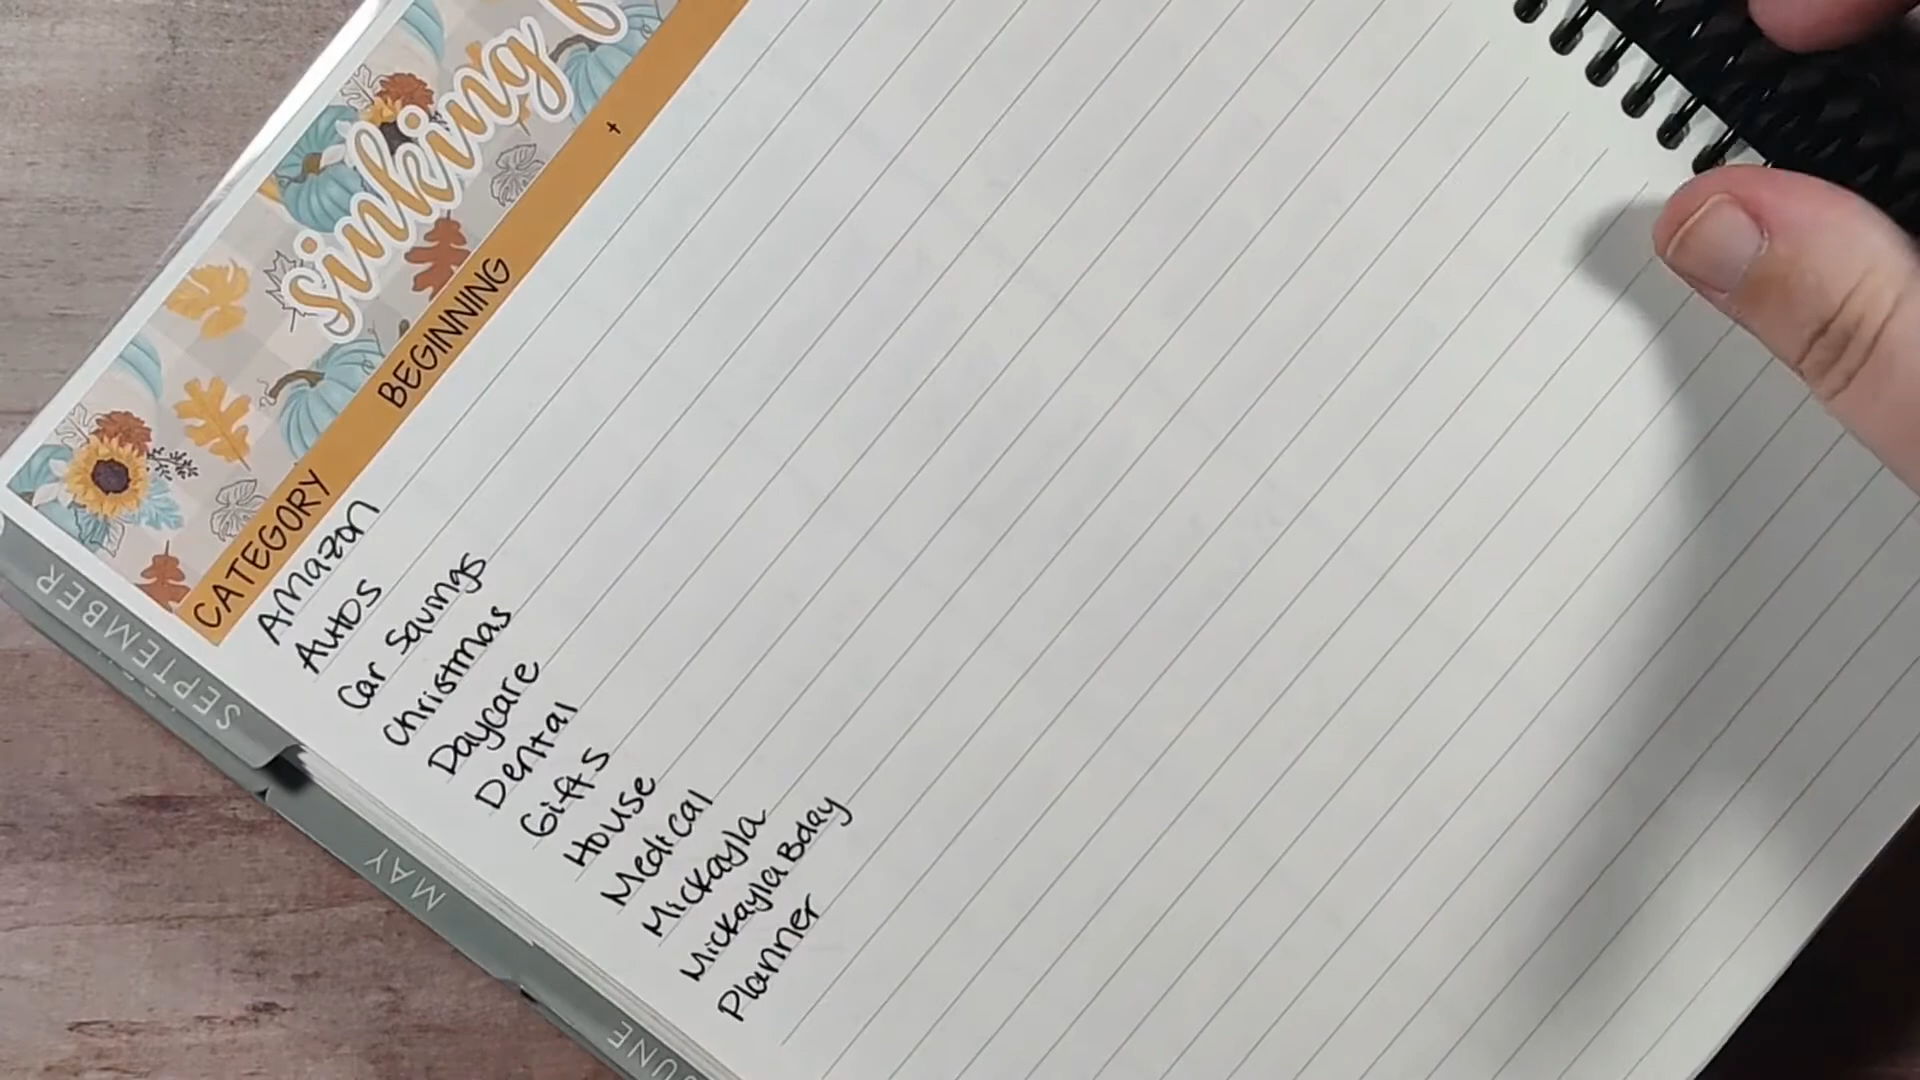 sinking f
CATEGORY BEGINNING +
Amazon
Autos
Car Savings
Christmas
Daycare
Dental
Gifts
House
Medical
Mickayla
Mickayla Bday
Planner
SEPTEMBER
MAY
JUNE